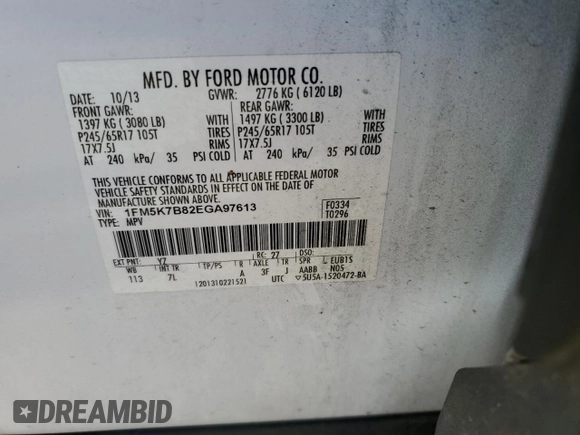 MFD. BY FORD MOTOR CO.
DATE: 10/13 GVWR: 2776 KG ( 6120 LB)
FRONT GAWR: REAR GAWR:
1397 KG ( 3080 LB) WITH 1497 KG ( 3300 LB) WITH
P245/65R17 105T TIRES P245/65R17 105T TIRES
17X7.5J RIMS 17X7.5J RIMS
AT 240 kPa/ 35 PSI COLD AT 240 kPa/ 35 PSI COLD
THIS VEHICLE CONFORMS TO ALL APPLICABLE FEDERAL MOTOR
VEHICLE SAFETY STANDARDS IN EFFECT ON THE DATE OF
MANUFACTURE SHOWN ABOVE.
VIN: 1FM5K7B82EGA97613 F0334
TYPE: MPV T0296
EXT PNT: YZ RC: 27 DSO:
WB INT TR TP/PS R AXLE TR SPR EUB1S
113 7L A 3F J AABB N05
1201310221521 UTC 5U5A-1520472-BA
DREAMBID